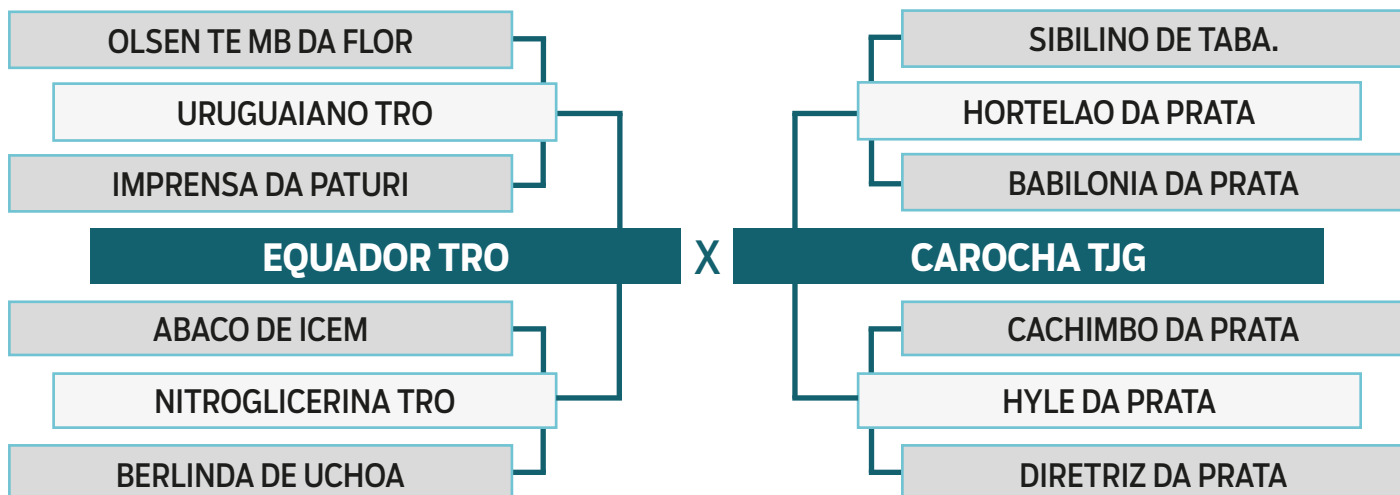 OLSEN TE MB DA FLOR
URUGUAIANO TRO
IMPRENSA DA PATURI
EQUADOR TRO
ABACO DE ICEM
NITROGLICERINA TRO
BERLINDA DE UCHOA
X
SIBILINO DE TABA.
HORTELAO DA PRATA
BABILONIA DA PRATA
CAROCHA TJG
CACHIMBO DA PRATA
HYLE DA PRATA
DIRETRIZ DA PRATA